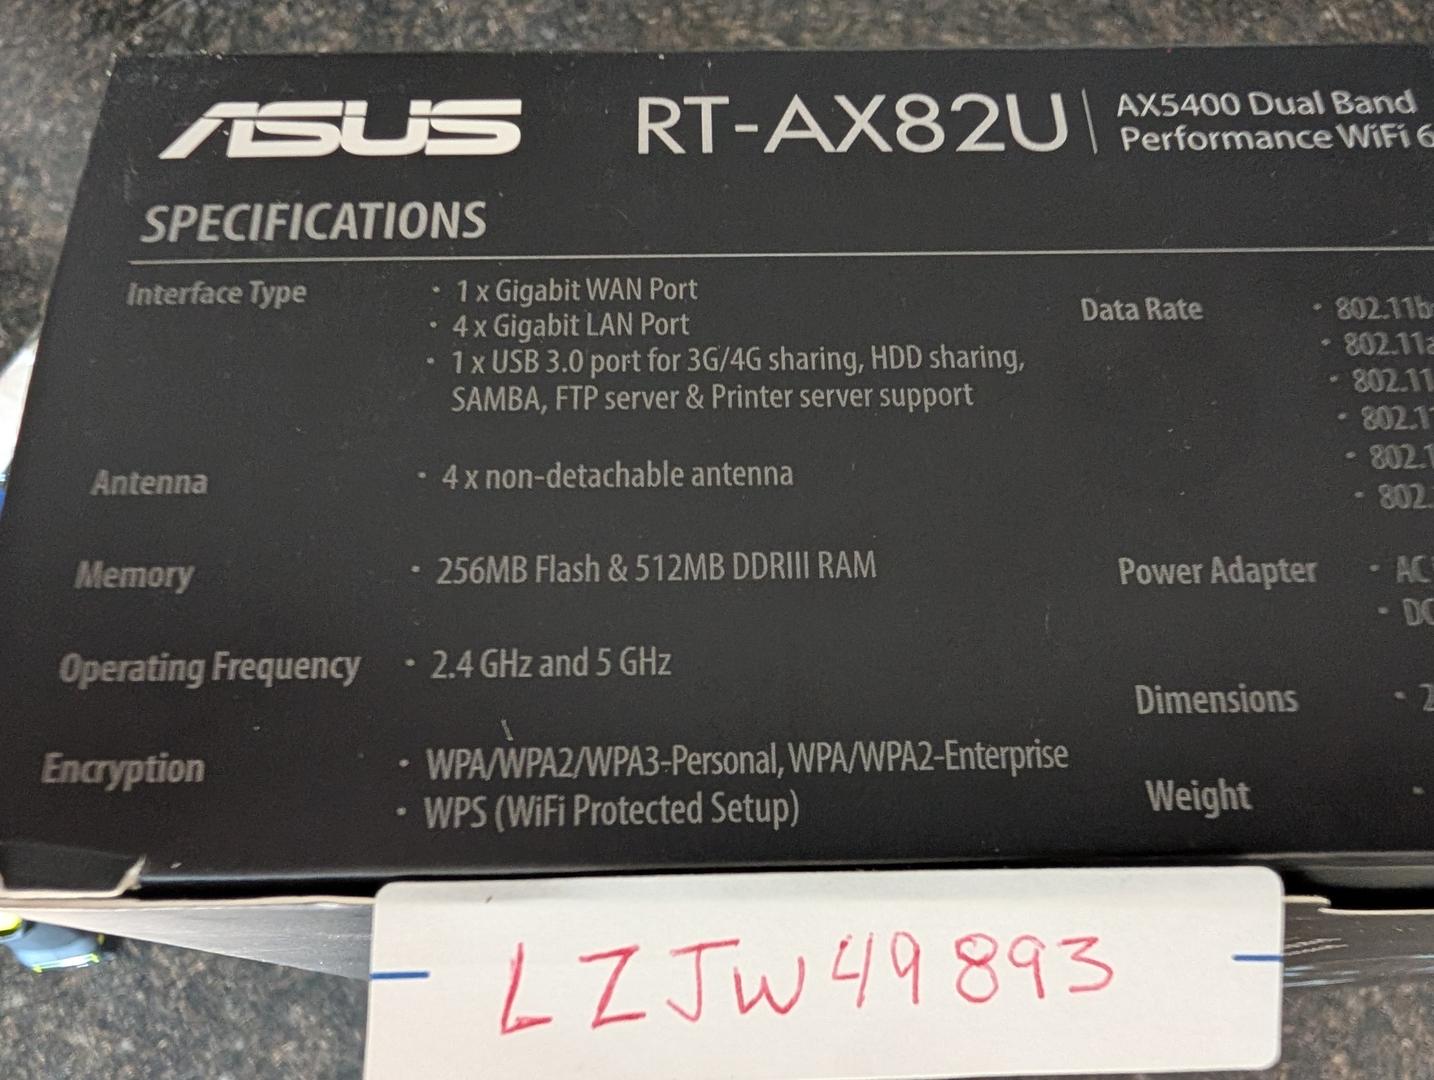 ASUS RT-AX82U | AX5400 Dual Band
Performance WiFi 6
SPECIFICATIONS
Interface Type
• 1 x Gigabit WAN Port
• 4 x Gigabit LAN Port
• 1 x USB 3.0 port for 3G/4G sharing, HDD sharing,
SAMBA, FTP server & Printer server support
Antenna
• 4 x non-detachable antenna
Memory
• 256MB Flash & 512MB DDRIII RAM
Operating Frequency
• 2.4 GHz and 5 GHz
Encryption
• WPA/WPA2/WPA3-Personal, WPA/WPA2-Enterprise
• WPS (WiFi Protected Setup)
Data Rate
Power Adapter
• AC
• DC
Dimensions
Weight
LZJW49893